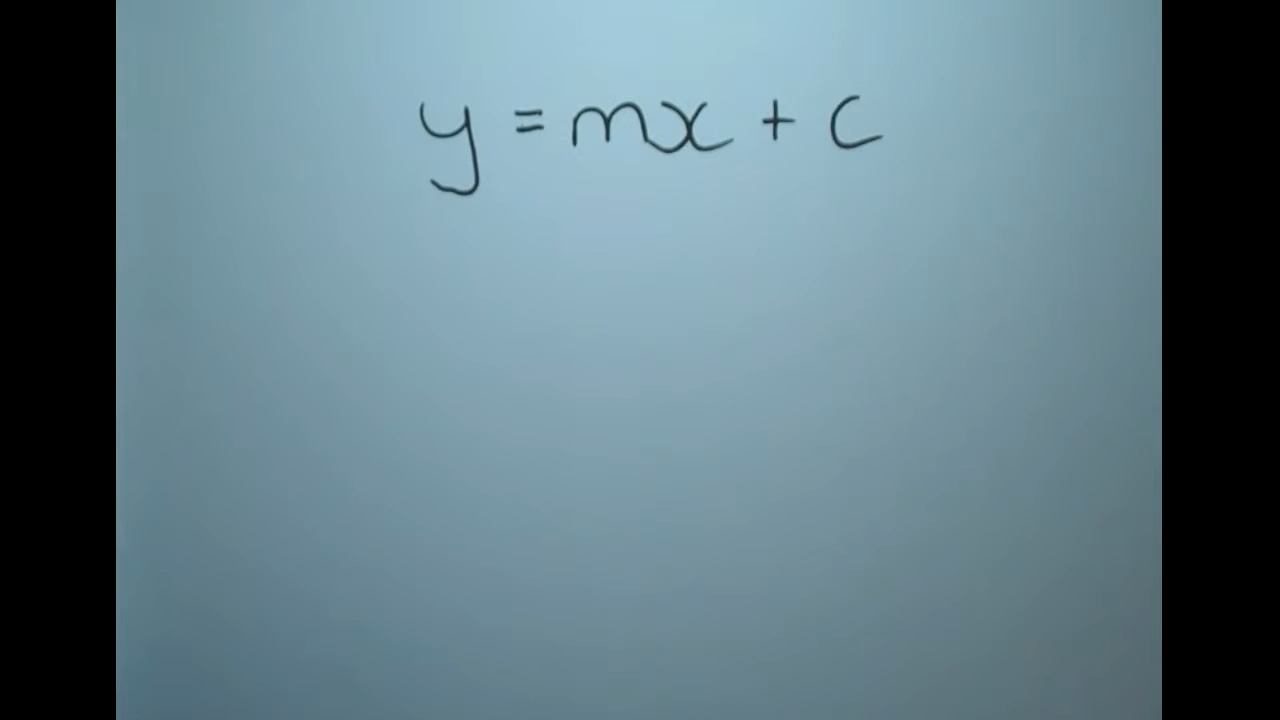 y = mx + c